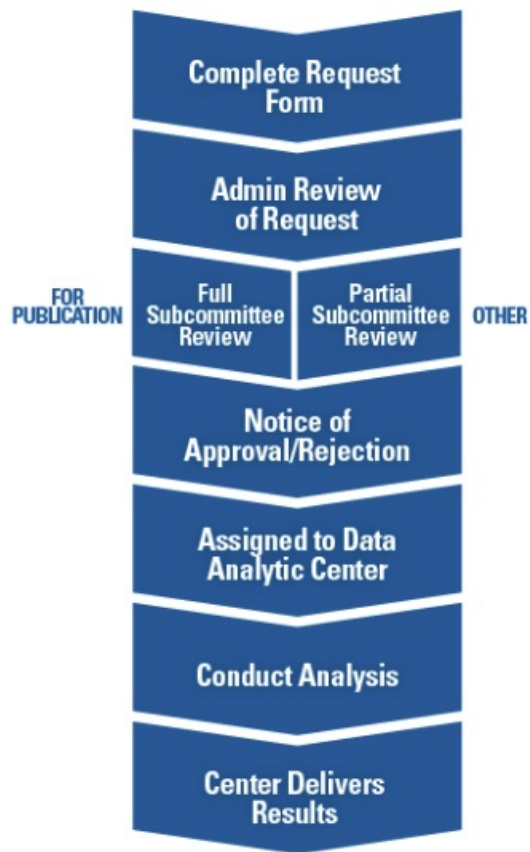 Complete Request
Form
Admin Review
of Request
FOR
PUBLICATION
Full
Subcommittee
Review
Partial
Subcommittee
Review
OTHER
Notice of
Approval/Rejection
Assigned to Data
Analytic Center
Conduct Analysis
Center Delivers
Results